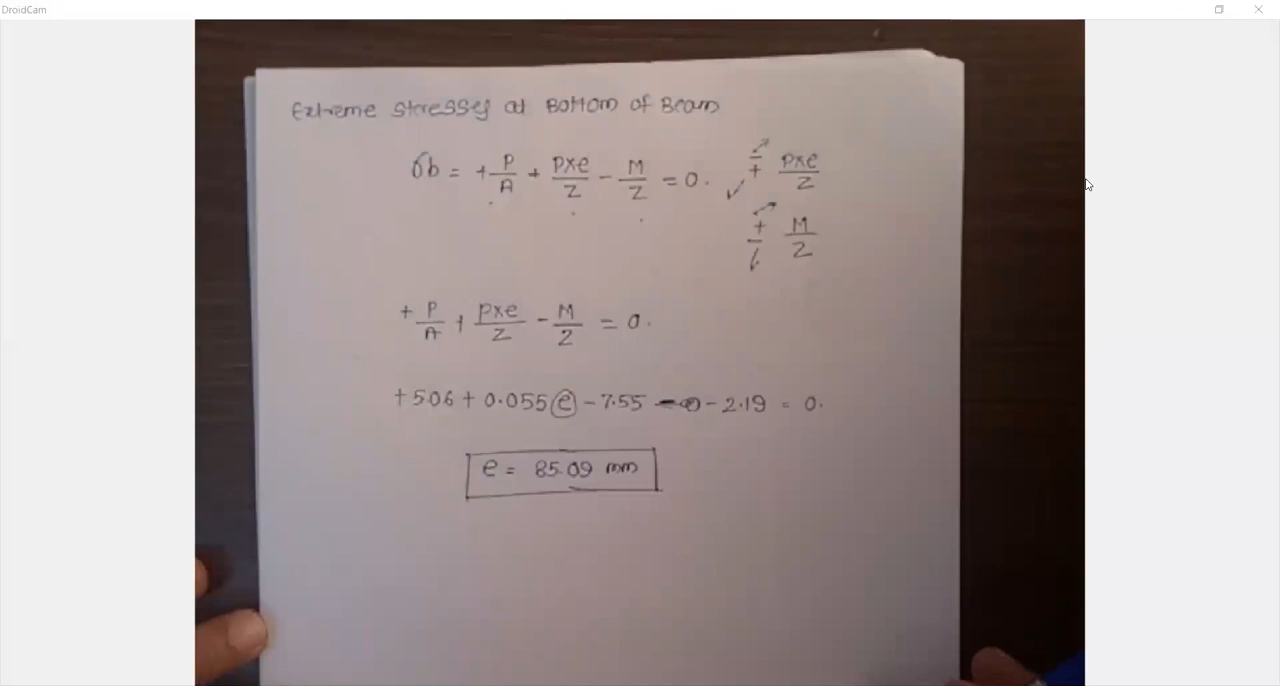 DroidCam
Extreme stresses at Bottom of Beam
σb = + P/A + P×e/Z - M/Z = 0.
∓ P×e/Z
± M/Z
+ P/A + P×e/Z - M/Z = 0.
+5.06 + 0.055 e - 7.55 - 2.19 = 0.
e = 85.09 mm